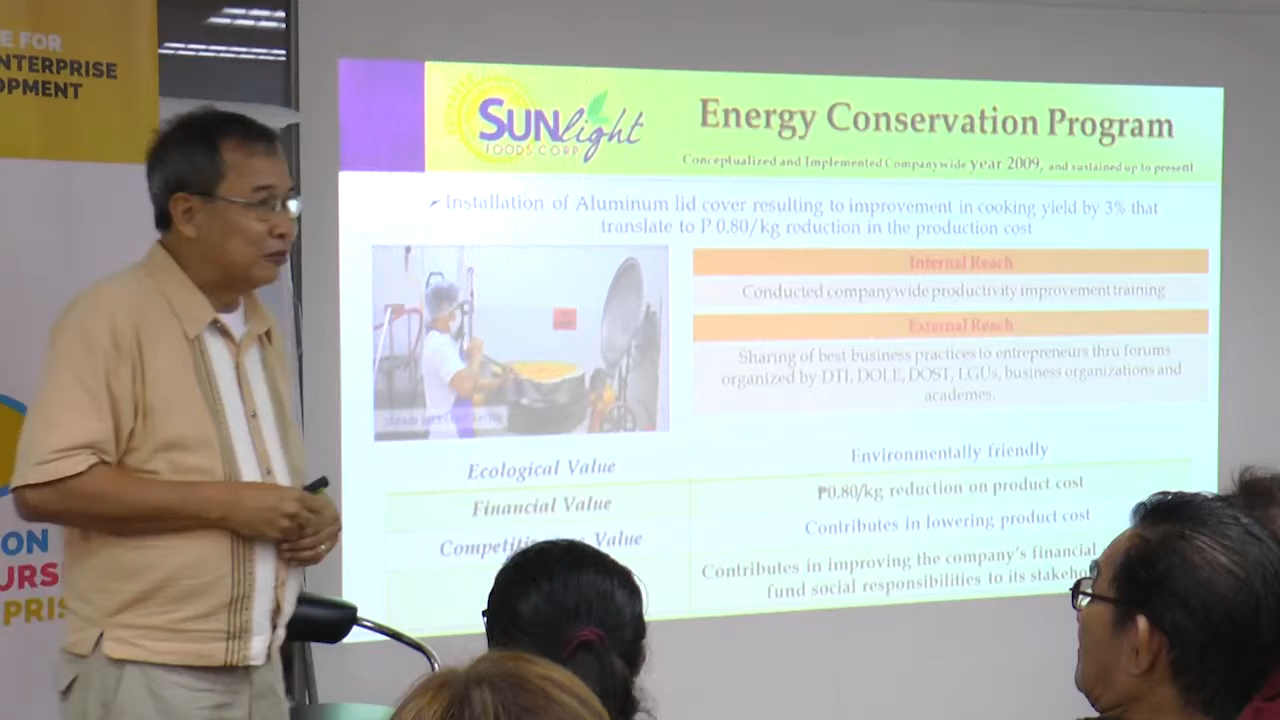 E FOR
NTERPRISE
OPMENT
ON
URS
PRIS
SUNlight
FOODS CORP
Energy Conservation Program
Conceptualized and Implemented Companywide year 2009, and sustained up to present
Installation of Aluminum lid cover resulting to improvement in cooking yield by 3% that
translate to P 0.80/kg reduction in the production cost
Internal Reach
Conducted companywide productivity improvement training
External Reach
Sharing of best business practices to entrepreneurs thru forums
organized by DTI, DOLE, DOST, LGUs, business organizations and
academes.
Ecological Value
Environmentally friendly
Financial Value
₱0.80/kg reduction on product cost
Value
Contributes in lowering product cost
Contributes in improving the company's financial
fund social responsibilities to its